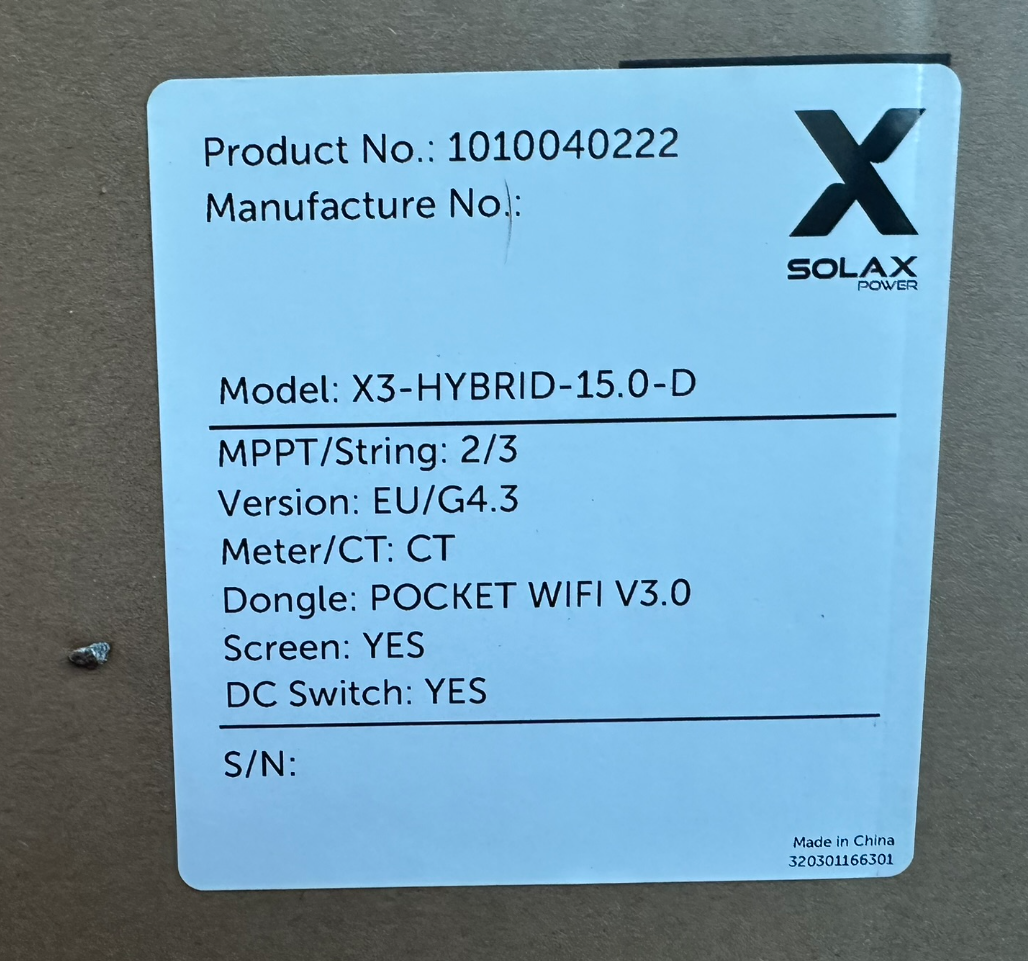 Product No.: 1010040222
Manufacture No.:
SOLAX
POWER
Model: X3-HYBRID-15.0-D
MPPT/String: 2/3
Version: EU/G4.3
Meter/CT: CT
Dongle: POCKET WIFI V3.0
Screen: YES
DC Switch: YES
S/N:
Made in China
320301166301